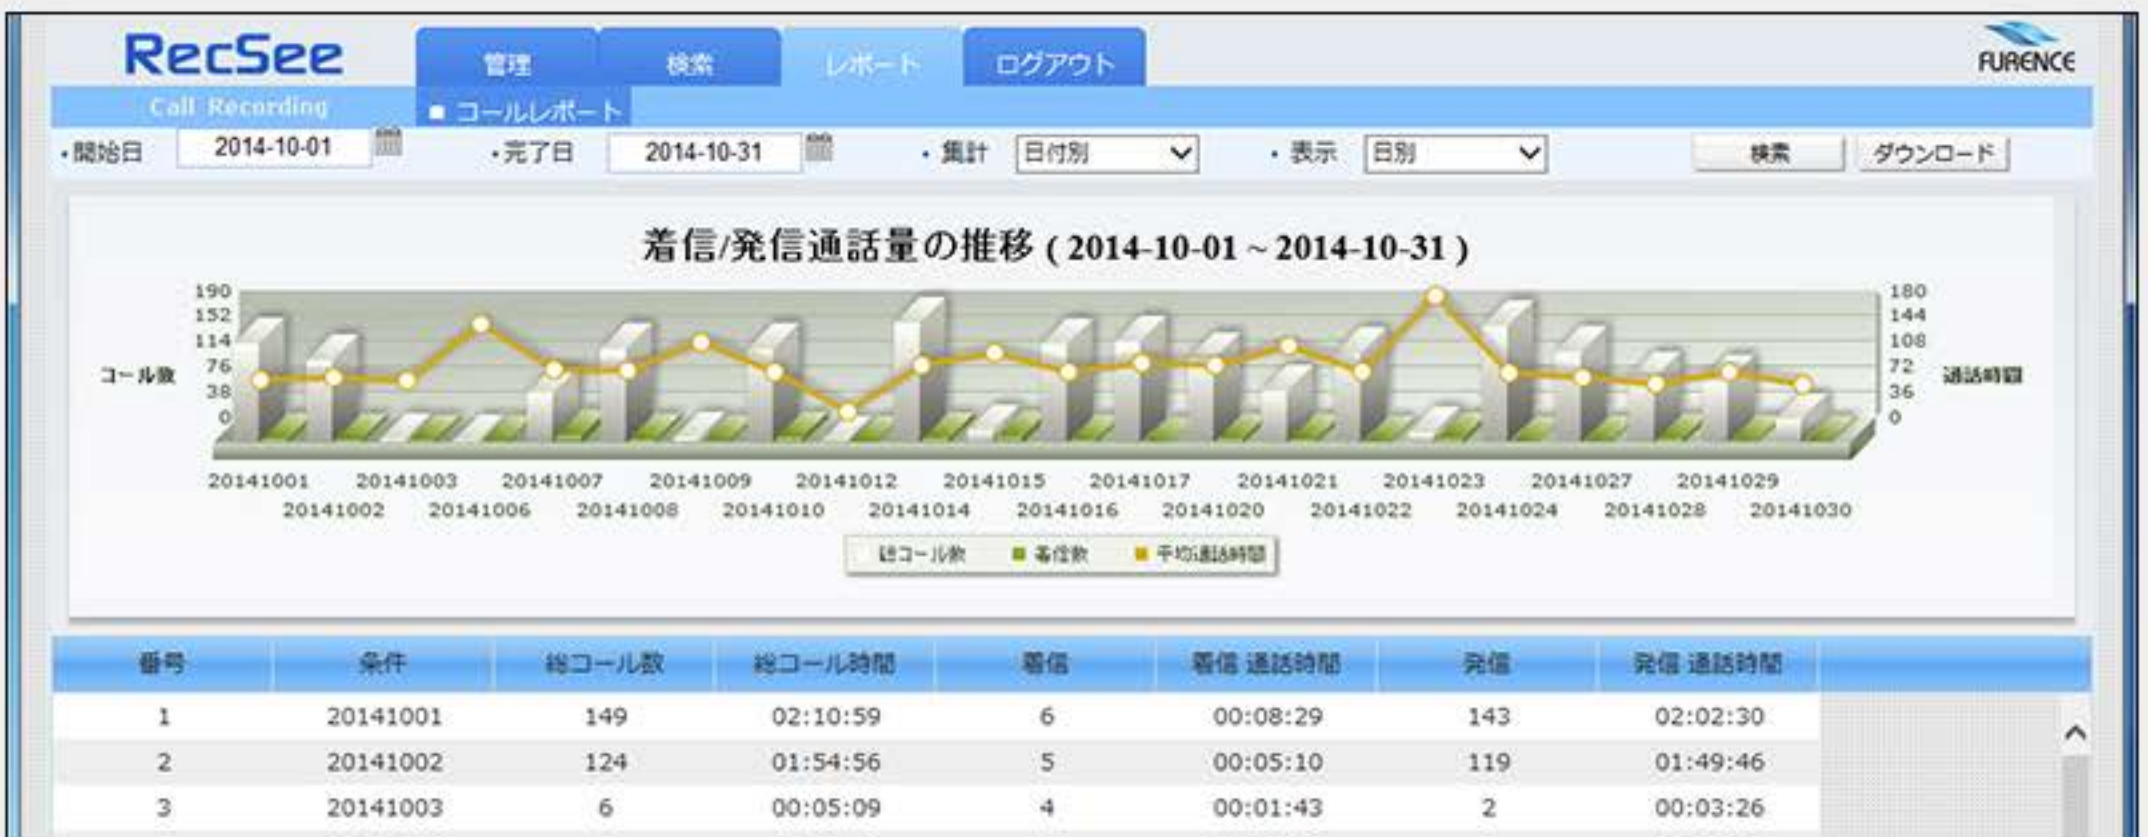 RecSee 管理 検索 レポート ログアウト FURENCE
Call Recording ■ コールレポート
・開始日 2014-10-01 ・完了日 2014-10-31 ・集計 日付別 ・表示 日別 検索 ダウンロード
着信/発信通話量の推移 ( 2014-10-01 ~ 2014-10-31 )
190 180
152 144
114 108
コール数 76 72 通話時間
38 36
0 0
20141001 20141003 20141007 20141009 20141012 20141015 20141017 20141021 20141023 20141027 20141029
20141002 20141006 20141008 20141010 20141014 20141016 20141020 20141022 20141024 20141028 20141030
総コール数 着信数 平均通話時間
番号 条件 総コール数 総コール時間 着信 着信 通話時間 発信 発信 通話時間
1 20141001 149 02:10:59 6 00:08:29 143 02:02:30
2 20141002 124 01:54:56 5 00:05:10 119 01:49:46
3 20141003 6 00:05:09 4 00:01:43 2 00:03:26